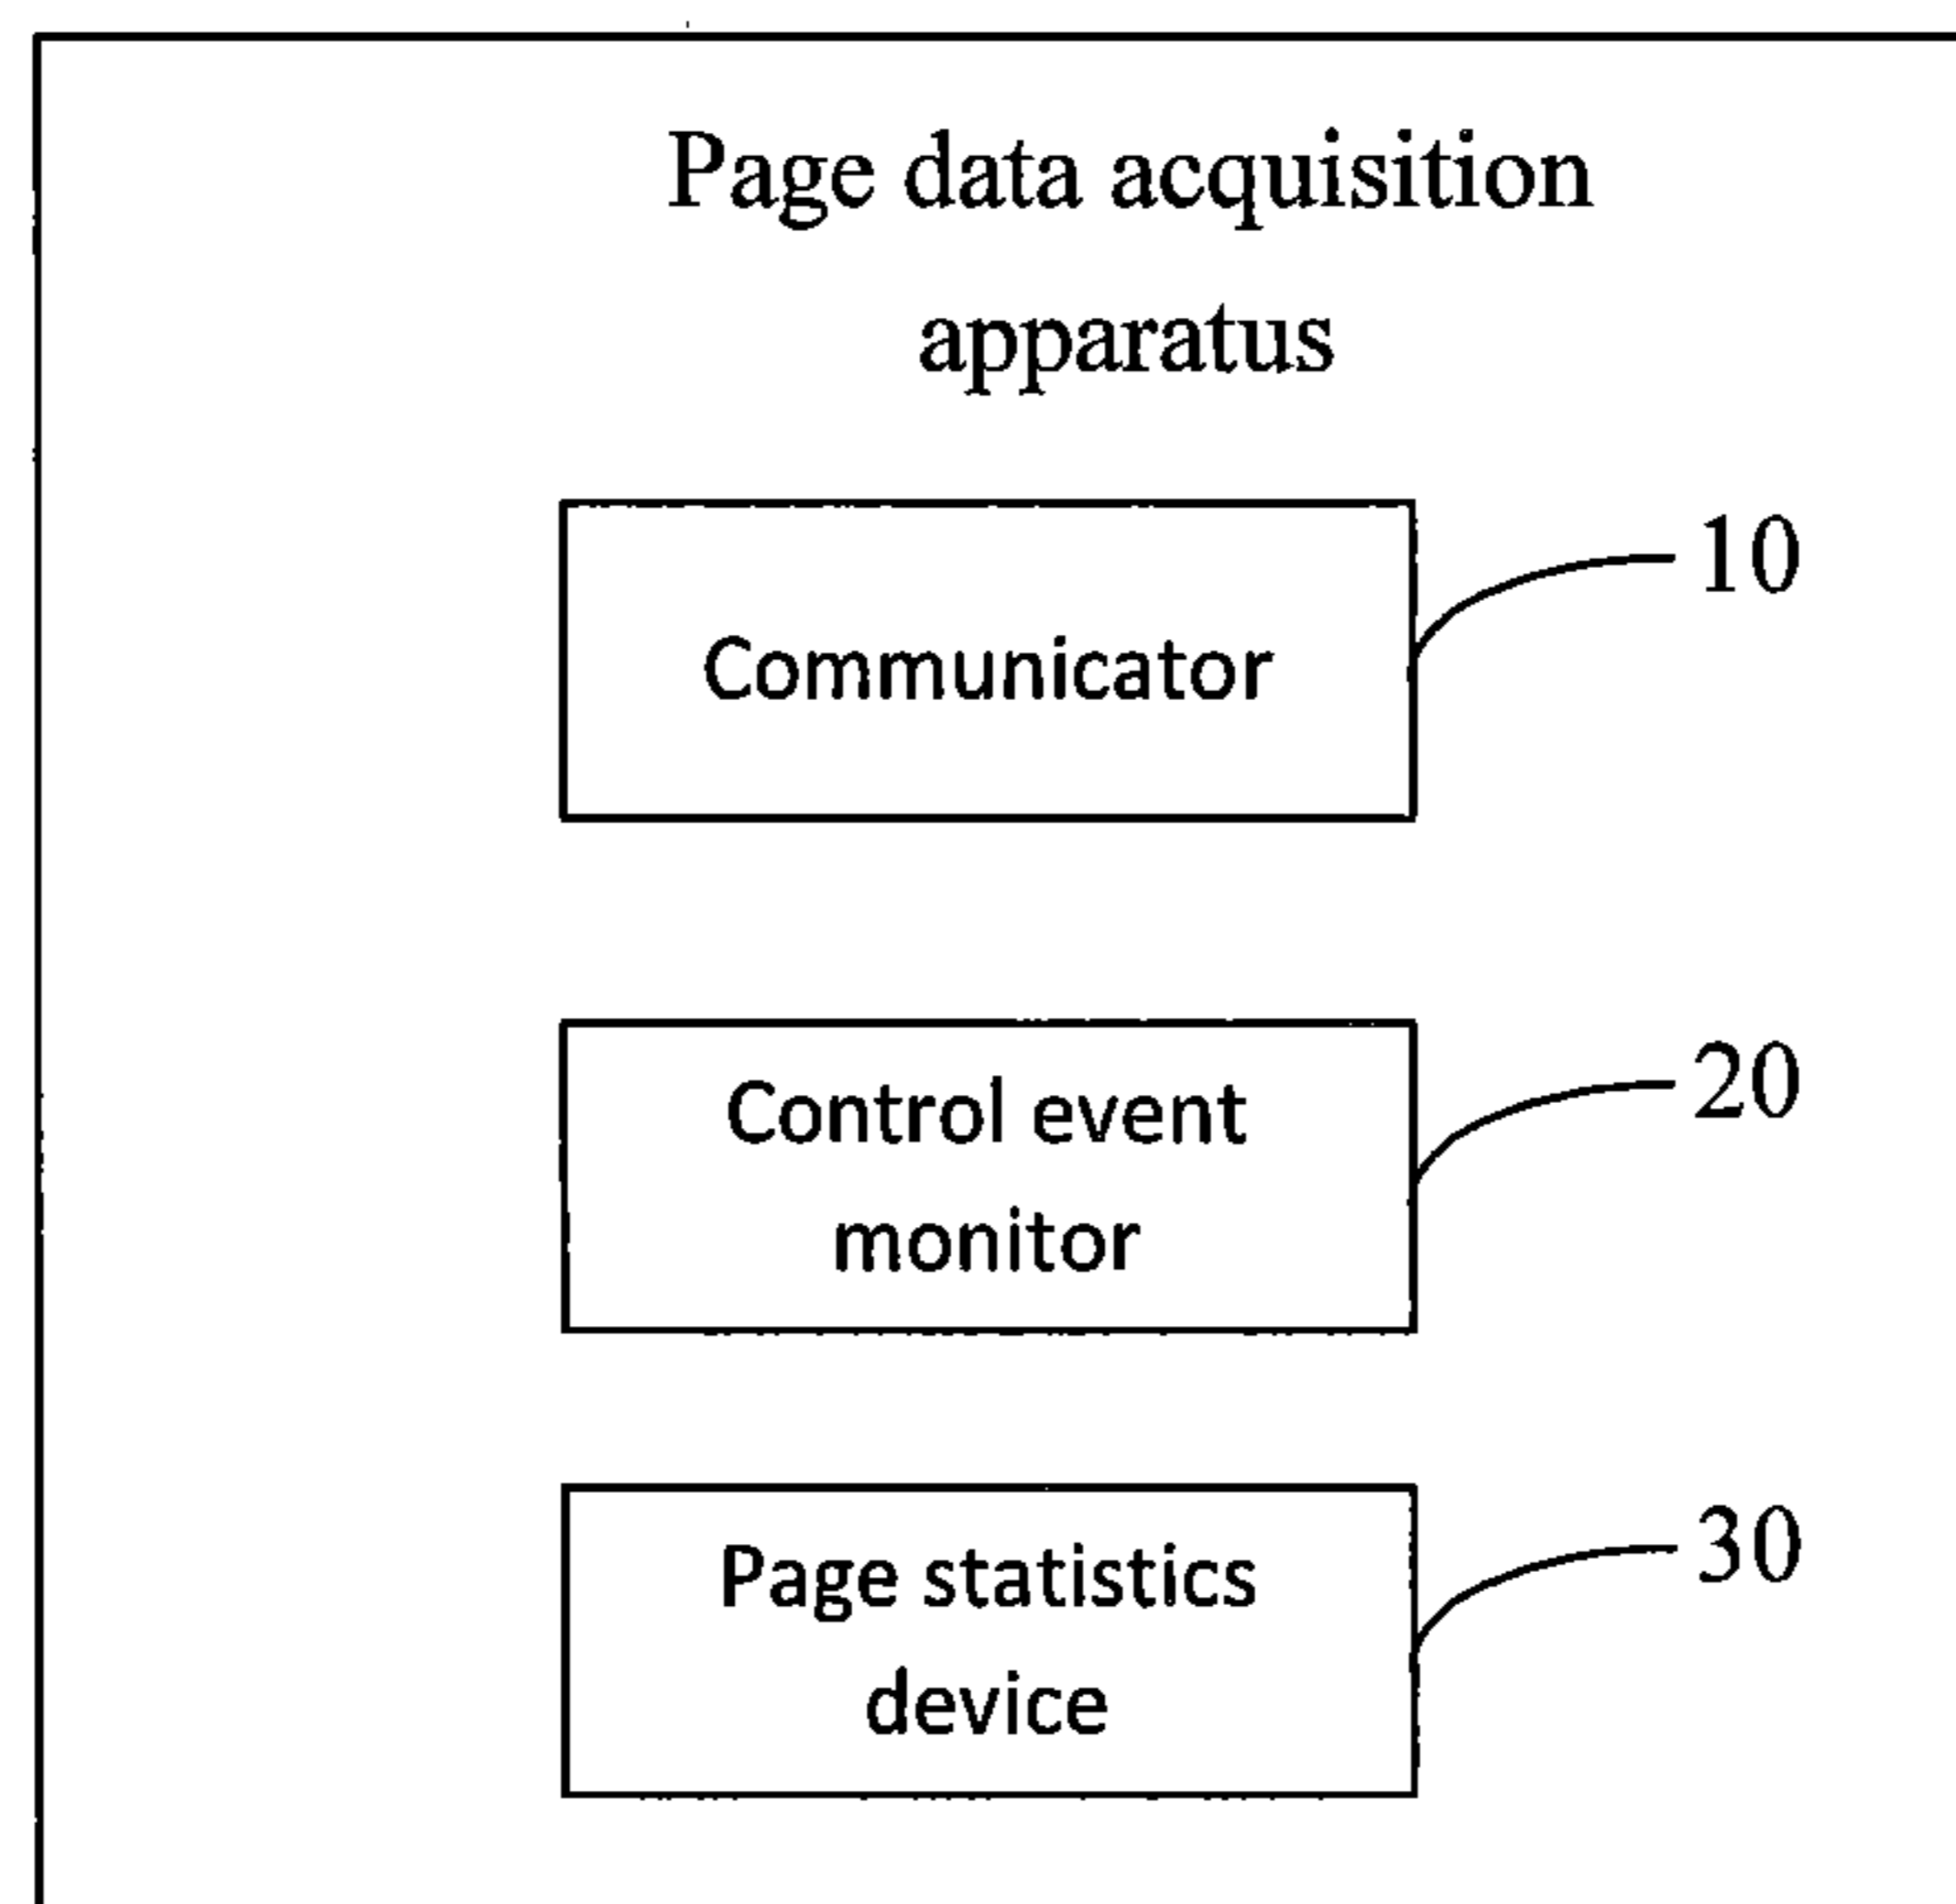 Page data acquisition
apparatus
10
Communicator
20
Control event
monitor
30
Page statistics
device